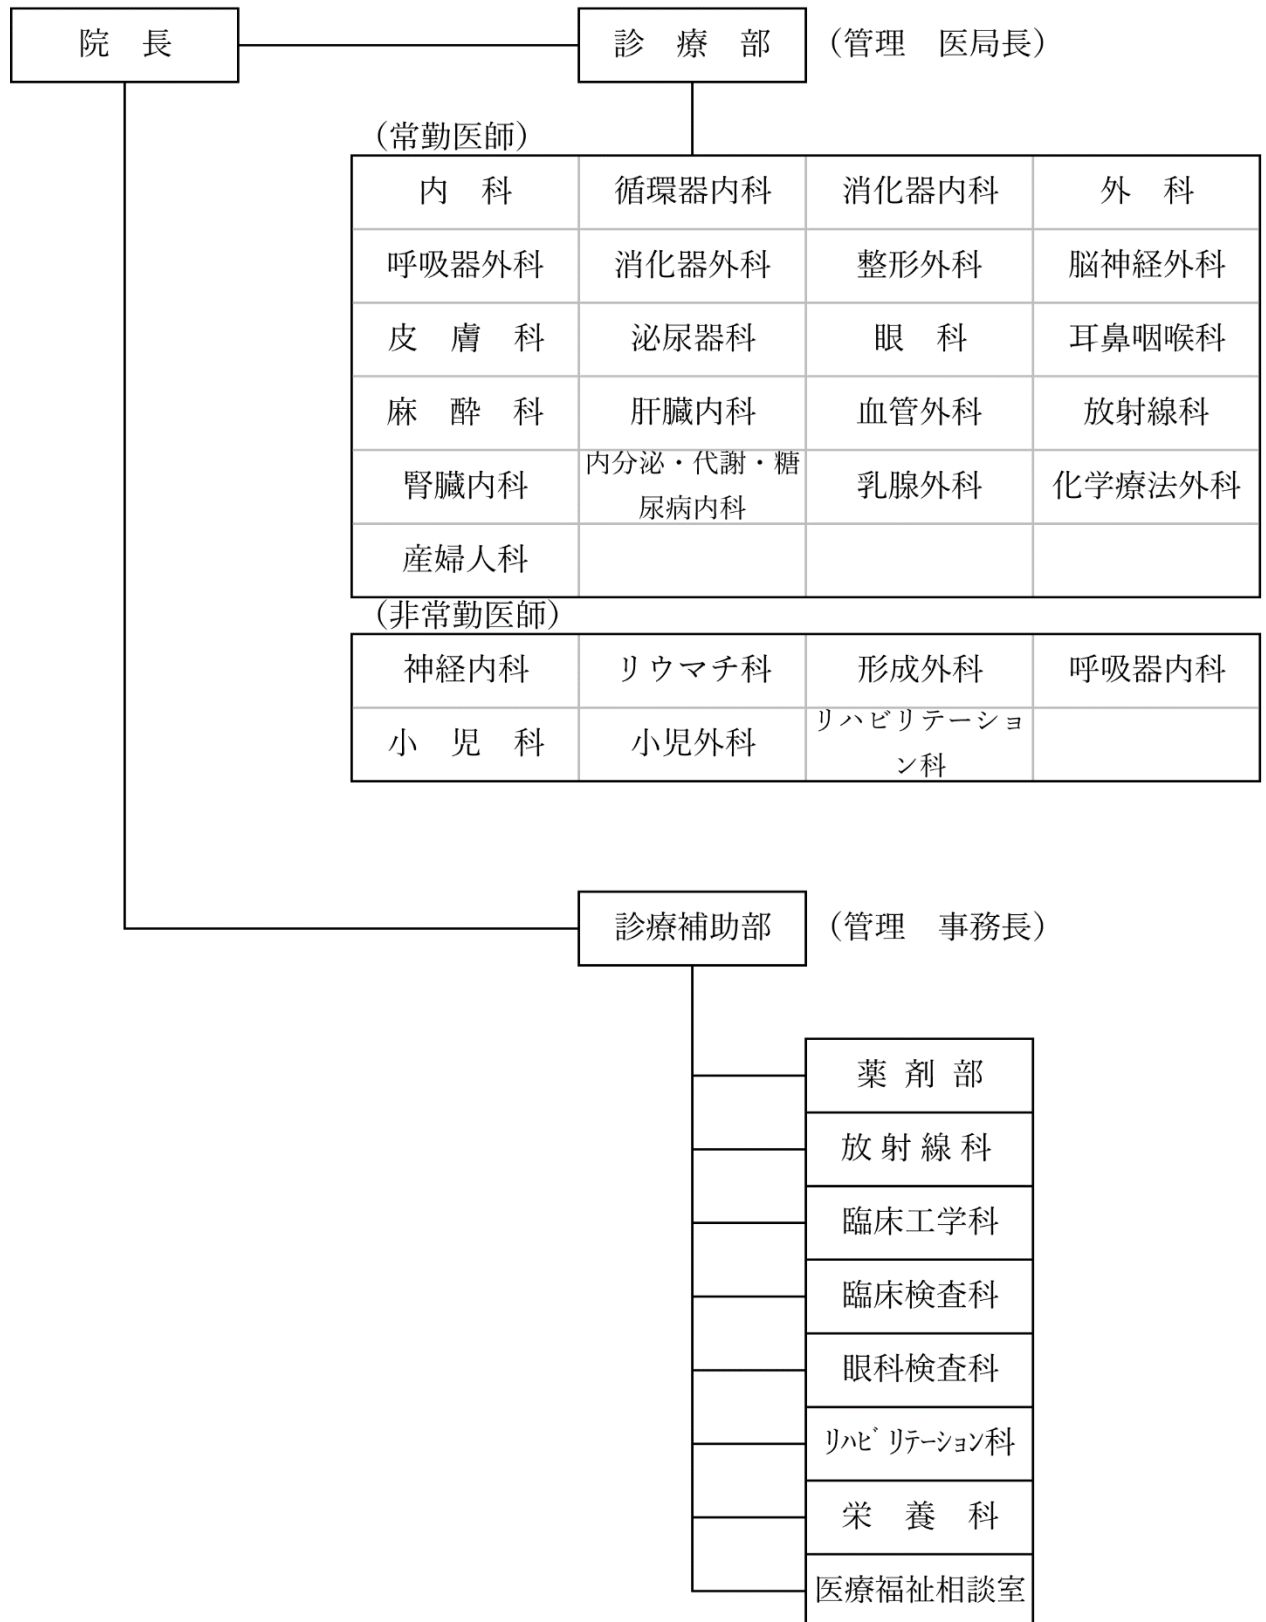 院　長
診　療　部
（管理　医局長）
（常勤医師）
内　科
循環器内科
消化器内科
外　科
呼吸器外科
消化器外科
整形外科
脳神経外科
皮　膚　科
泌尿器科
眼　科
耳鼻咽喉科
麻　酔　科
肝臓内科
血管外科
放射線科
腎臓内科
内分泌・代謝・糖
尿病内科
乳腺外科
化学療法外科
産婦人科
（非常勤医師）
神経内科
リウマチ科
形成外科
呼吸器内科
小　児　科
小児外科
リハビリテーショ
ン科
診療補助部
（管理　事務長）
薬 剤 部
放 射 線 科
臨床工学科
臨床検査科
眼科検査科
ﾘﾊﾋﾞﾘﾃｰｼｮﾝ科
栄　養　科
医療福祉相談室